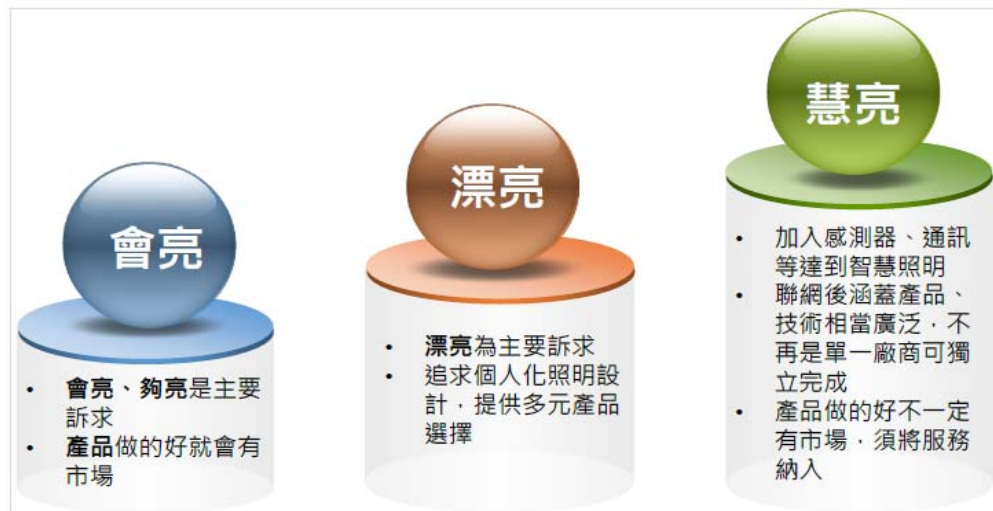 會亮
• 會亮、夠亮是主要
訴求
• 產品做的好就會有
市場
漂亮
• 漂亮為主要訴求
• 追求個人化照明設
計，提供多元產品
選擇
慧亮
• 加入感測器、通訊
等達到智慧照明
• 聯網後涵蓋產品、
技術相當廣泛，不
再是單一廠商可獨
立完成
• 產品做的好不一定
有市場，須將服務
納入